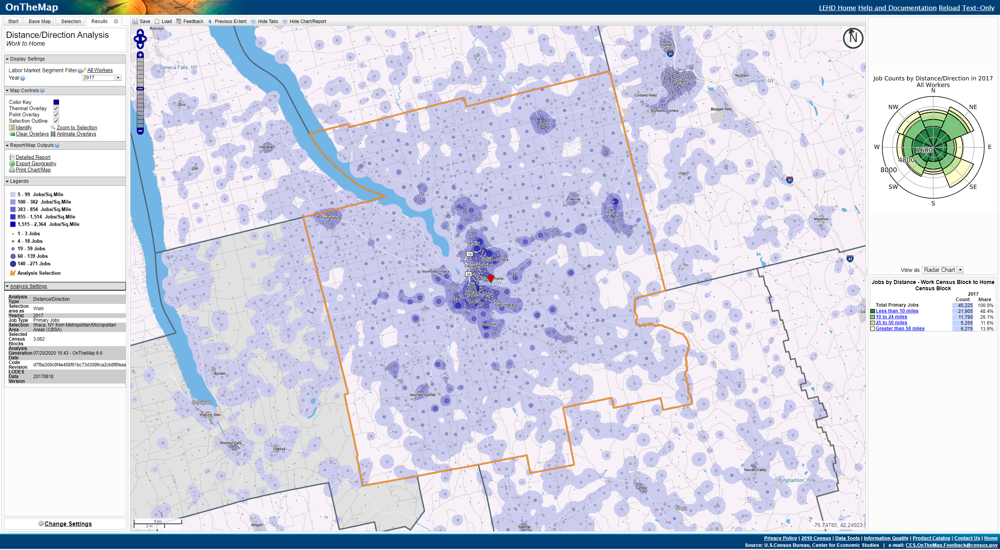 OnTheMap
LEHD Home Help and Documentation Reload Text-Only
Start Base Map Selection Results
Save Load Feedback Previous Extent Hide Tabs Hide Chart/Report
Distance/Direction Analysis
Work to Home
Display Settings
Labor Market Segment Filter All Workers
Year 2017
Map Controls
Color Key
Thermal Overlay
Point Overlay
Selection Outline
Identify Zoom to Selection
Clear Overlays Animate Overlays
Report/Map Outputs
Detailed Report
Export Geography
Print Chart/Map
Legends
5 - 99 Jobs/Sq.Mile
100 - 382 Jobs/Sq.Mile
383 - 854 Jobs/Sq.Mile
855 - 1,514 Jobs/Sq.Mile
1,515 - 2,364 Jobs/Sq.Mile
1 - 3 Jobs
4 - 18 Jobs
19 - 59 Jobs
60 - 139 Jobs
140 - 271 Jobs
Analysis Selection
Analysis Settings
Analysis Type Distance/Direction
Selection area as Work
Year(s) 2017
Job Type Primary Jobs
Selection Area Ithaca, NY from Metropolitan/Micropolitan Areas (CBSA)
Selected Census Blocks 3,082
Analysis Generation Date 07/20/2020 16:43 - OnTheMap 6.6
Code Revision d7f8a300c9f4e458f61bc73d3099ca2cb8f8feaa
LODES Data Version 20170818
Change Settings
Romulus
Seneca Falls, NY
Ovid
Interlaken
Lodi
Trumansburg
Homer
81
Cortland
Cortland West
Munsons Corners
McGraw
Cortland, NY
Blodgett Mills
Groton
Virgil
81
Freeville
Dryden
Marathon
81
Lansing
13
Northeast Ithaca
Cayuga Heights
Northwest Ithaca
34
Home
Ithaca, NY
Ithaca
East Ithaca
South Hill
Lis
Burdett
Schuyler
Watkins Glen
Newfield Hamlet
Montour Falls
Odessa
Newark Valley
Binghamton, NY
Candor
Tioga
Millport
Spencer
5 km
2 mi
-76.74785, 42.24923
N
Job Counts by Distance/Direction in 2017
All Workers
N
NW NE
W E
1600
4800
8000
SW SE
S
View as Radar Chart
Jobs by Distance - Work Census Block to Home
Census Block
2017
Count Share
Total Primary Jobs 45,225 100.0%
Less than 10 miles 21,905 48.4%
10 to 24 miles 11,790 26.1%
25 to 50 miles 5,255 11.6%
Greater than 50 miles 6,275 13.9%
Privacy Policy | 2010 Census | Data Tools | Information Quality | Product Catalog | Contact Us | Home
Source: U.S.Census Bureau, Center for Economic Studies | e-mail: CES.OnTheMap.Feedback@census.gov